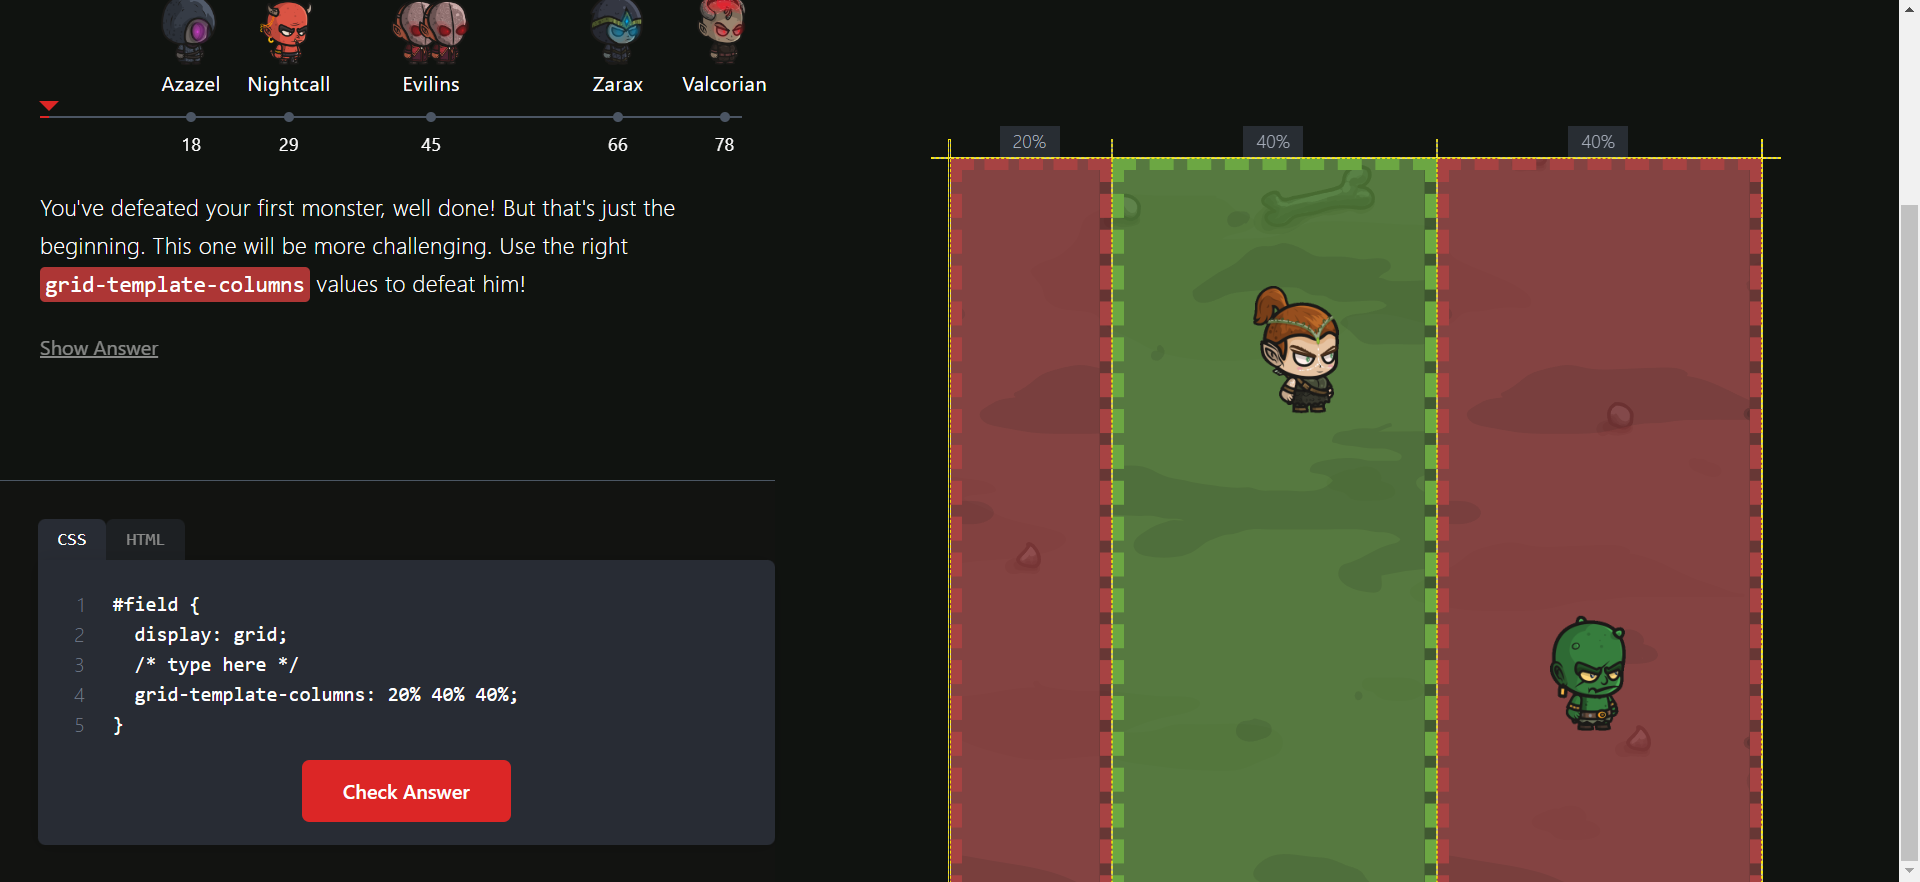 Azazel Nightcall Evilins Zarax Valcorian
18 29 45 66 78
You've defeated your first monster, well done! But that's just the
beginning. This one will be more challenging. Use the right
grid-template-columns values to defeat him!
Show Answer
CSS HTML
1 #field {
2 display: grid;
3 /* type here */
4 grid-template-columns: 20% 40% 40%;
5 }
Check Answer
20% 40% 40%